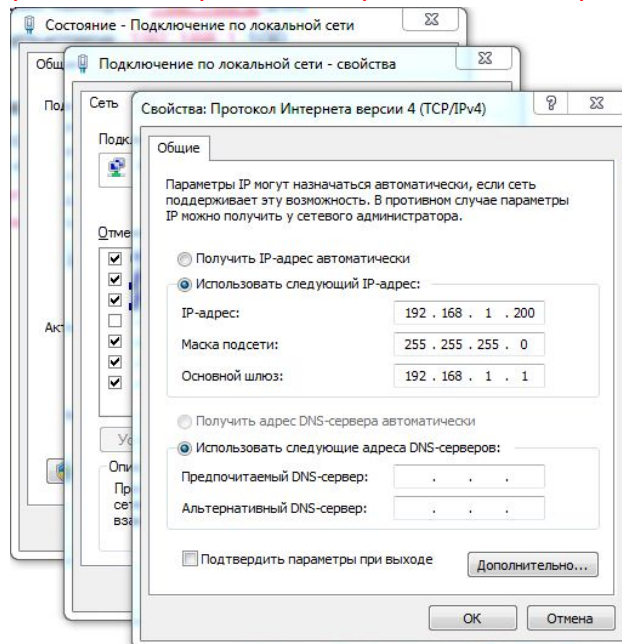 Состояние - Подключение по локальной сети
Общ
Подключение по локальной сети - свойства
Сеть
Свойства: Протокол Интернета версии 4 (TCP/IPv4)
Общие
Параметры IP могут назначаться автоматически, если сеть
поддерживает эту возможность. В противном случае параметры
IP можно получить у сетевого администратора.
Получить IP-адрес автоматически
Использовать следующий IP-адрес:
IP-адрес: 192 . 168 . 1 . 200
Маска подсети: 255 . 255 . 255 . 0
Основной шлюз: 192 . 168 . 1 . 1
Получить адрес DNS-сервера автоматически
Использовать следующие адреса DNS-серверов:
Предпочитаемый DNS-сервер: . . .
Альтернативный DNS-сервер: . . .
Подтвердить параметры при выходе
Дополнительно...
ОК Отмена